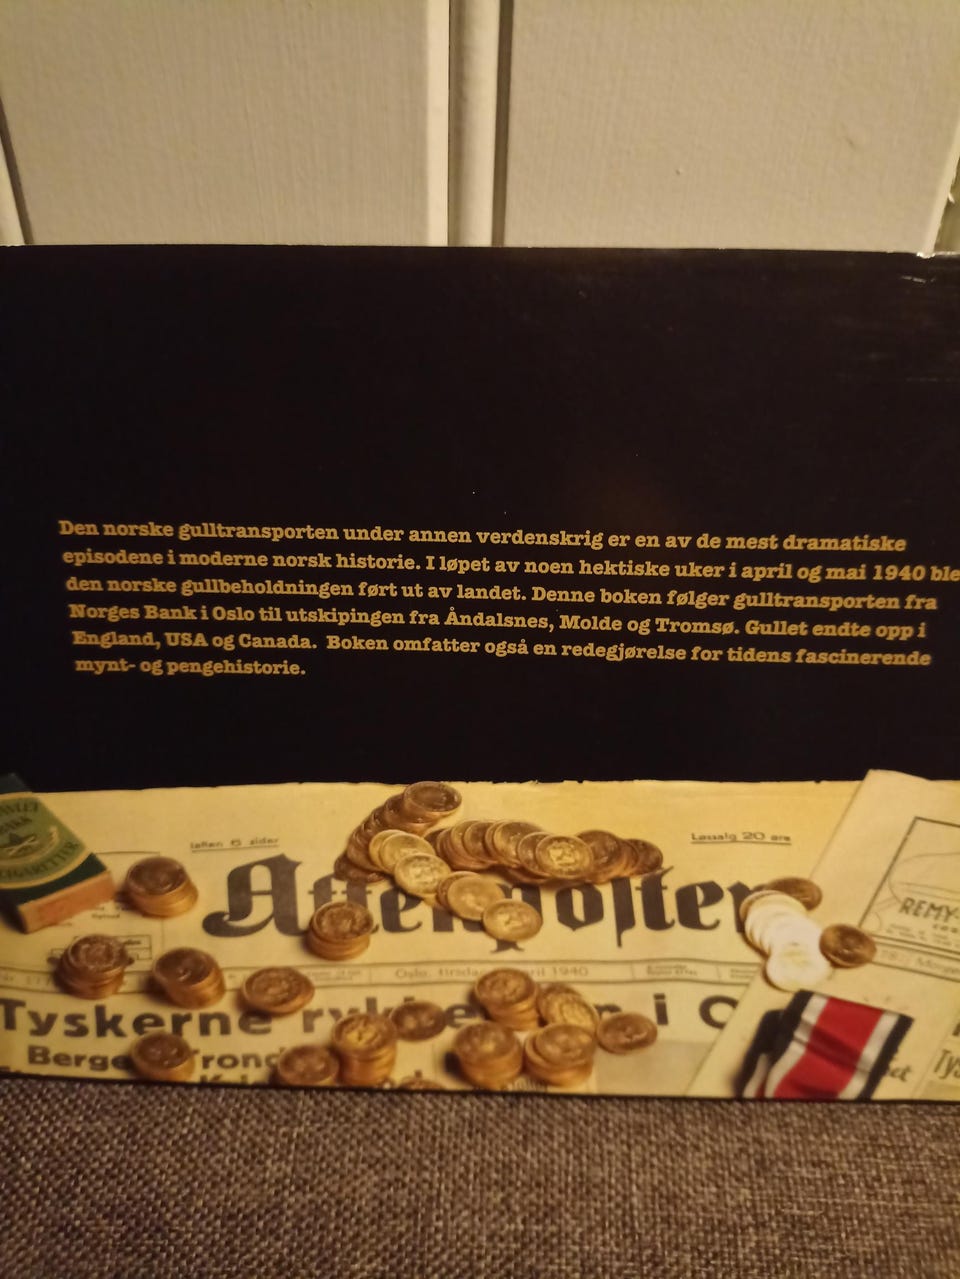 Den norske gulltransporten under annen verdenskrig er en av de mest dramatiske
episodene i moderne norsk historie. I løpet av noen hektiske uker i april og mai 1940 ble
den norske gullbeholdningen ført ut av landet. Denne boken følger gulltransporten fra
Norges Bank i Oslo til utskipingen fra Åndalsnes, Molde og Tromsø. Gullet endte opp i
England, USA og Canada. Boken omfatter også en redegjørelse for tidens fascinerende
mynt- og pengehistorie.
6 sider
Løssalg 20 øre
Aftenposten
REMY-
Oslo, 1940
Tyskerne i